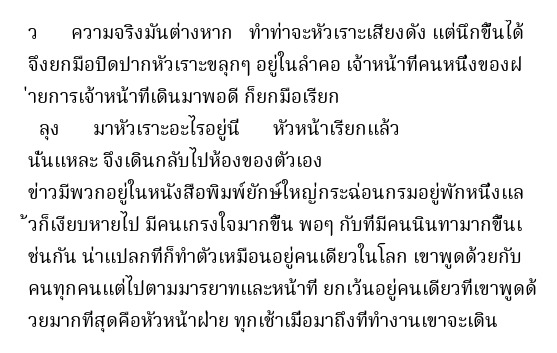 ว ความจริงมันต่างหาก ทำท่าจะหัวเราะเสียงดัง แต่นึกขึ้นได้
จึงยกมือปิดปากหัวเราะขลุกๆ อยู่ในลำคอ เจ้าหน้าที่คนหนึ่งของฝ
่ายการเจ้าหน้าที่เดินมาพอดี ก็ยกมือเรียก
ลุง มาหัวเราะอะไรอยู่นี่ หัวหน้าเรียกแล้ว
นั่นแหละ จึงเดินกลับไปห้องของตัวเอง
ข่าวมีพวกอยู่ในหนังสือพิมพ์ยักษ์ใหญ่กระฉ่อนกรมอยู่พักหนึ่งแล
้วก็เงียบหายไป มีคนเกรงใจมากขึ้น พอๆ กับที่มีคนนินทามากขึ้นเ
ช่นกัน น่าแปลกที่ก็ทำตัวเหมือนอยู่คนเดียวในโลก เขาพูดด้วยกับ
คนทุกคนแต่ไปตามมารยาทและหน้าที่ ยกเว้นอยู่คนเดียวที่เขาพูดด้
วยมากที่สุดคือหัวหน้าฝ่าย ทุกเช้าเมื่อมาถึงที่ทำงานเขาจะเดิน